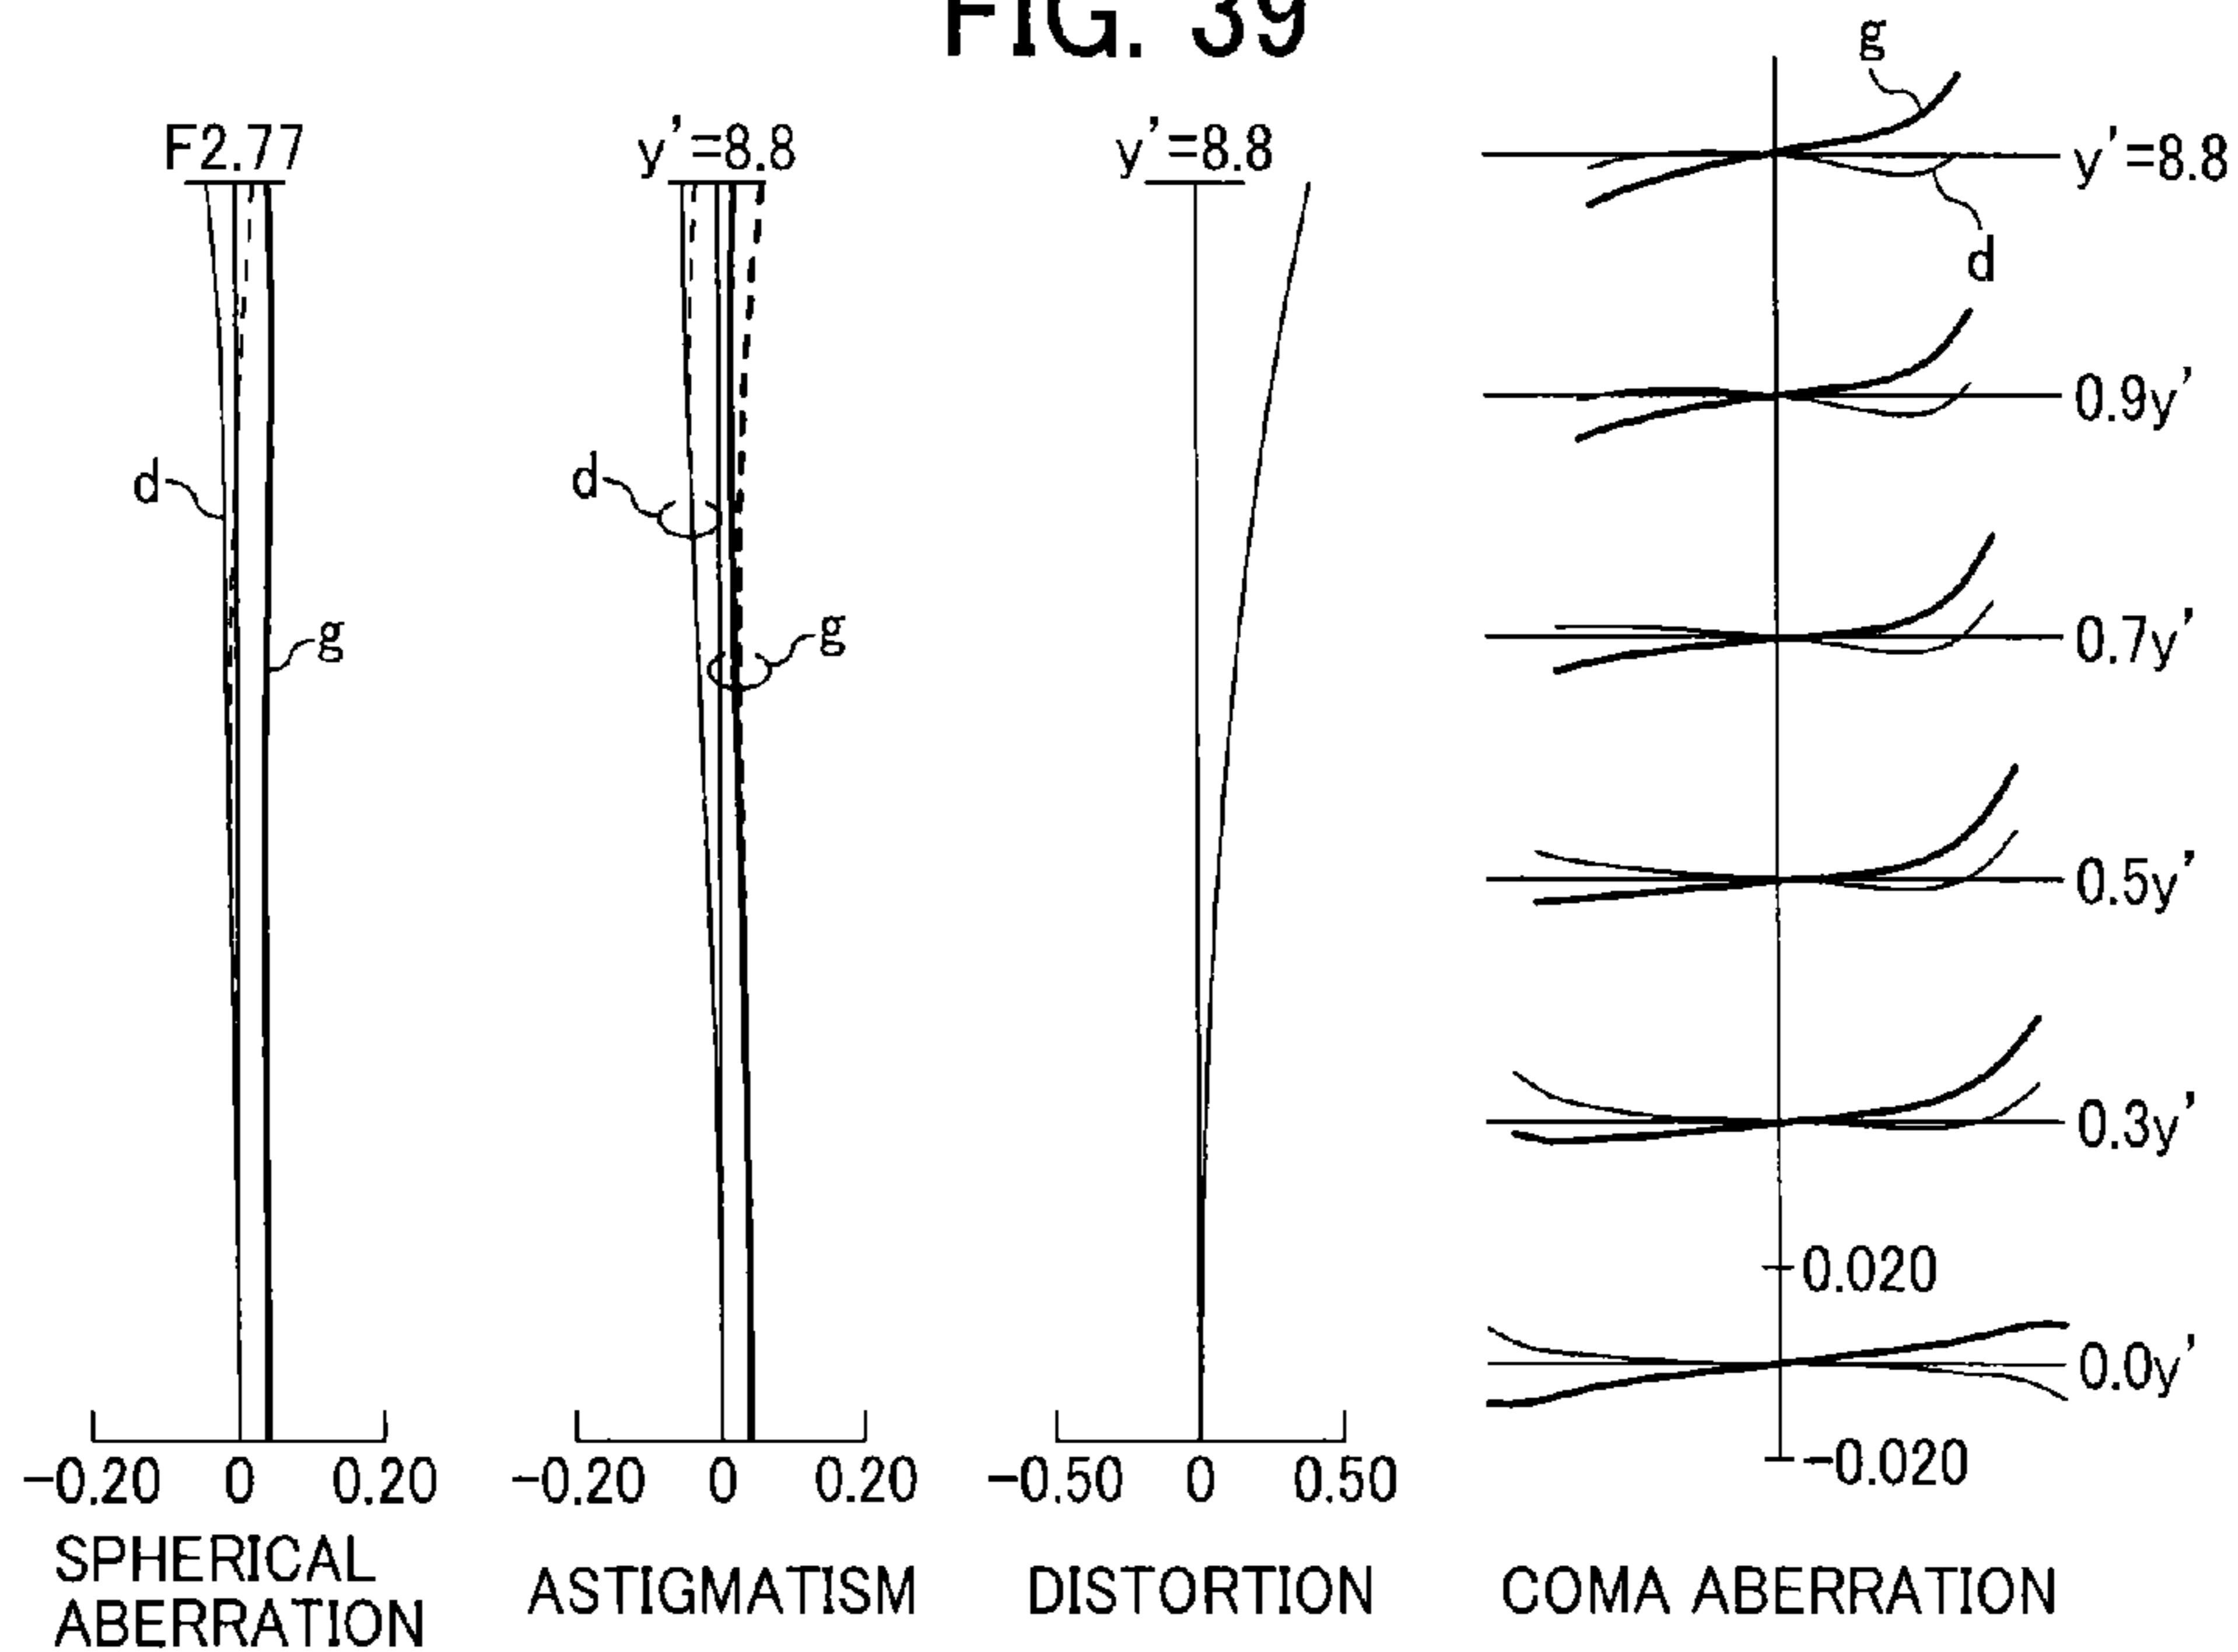 FIG. 39
F2.77
d
g
-0.20 0 0.20
SPHERICAL
ABERRATION
y'=8.8
d
g
-0.20 0 0.20
ASTIGMATISM
y'=8.8
-0.50 0 0.50
DISTORTION
g
y'=8.8
d
0.9y'
0.7y'
0.5y'
0.3y'
0.020
0.0y'
-0.020
COMA ABERRATION